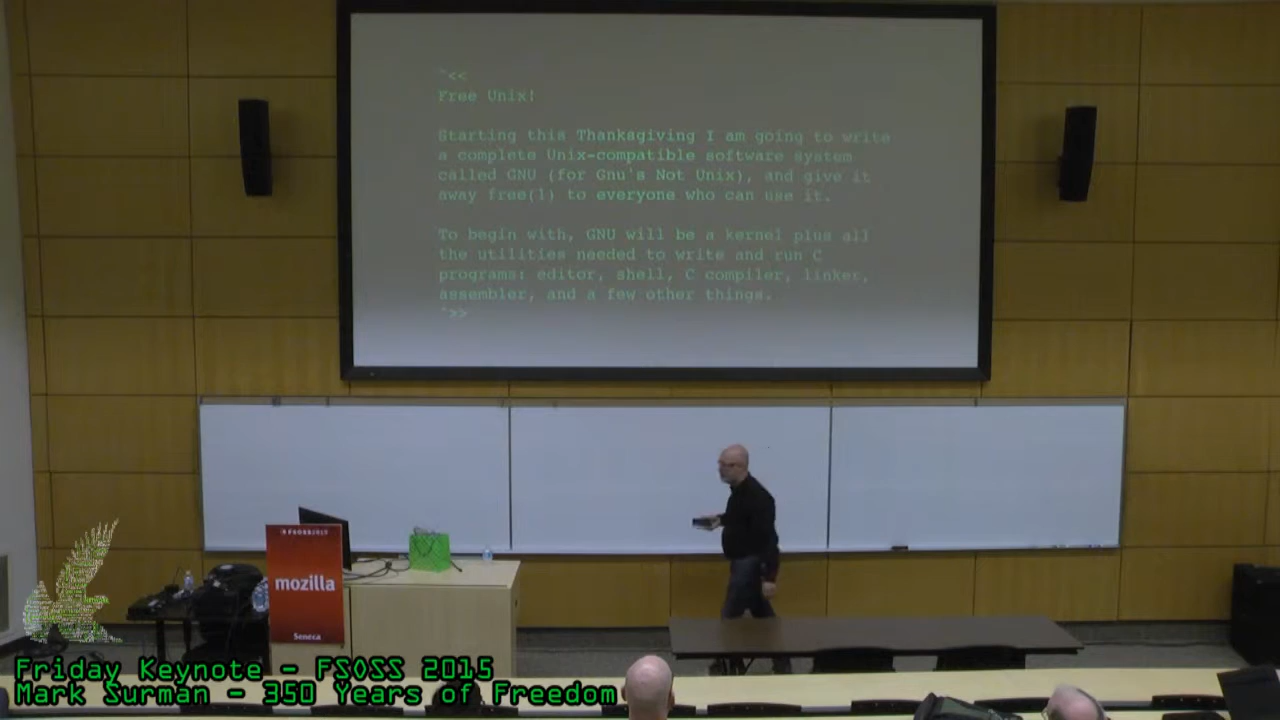 `<<
Free Unix!
Starting this Thanksgiving I am going to write
a complete Unix-compatible software system
called GNU (for Gnu's Not Unix), and give it
away free(1) to everyone who can use it.
To begin with, GNU will be a kernel plus all
the utilities needed to write and run C
programs: editor, shell, C compiler, linker,
assembler, and a few other things.
`>>
FSOSS2015
mozilla
Seneca
Friday Keynote - FSOSS 2015
Mark Surman - 350 Years of Freedom